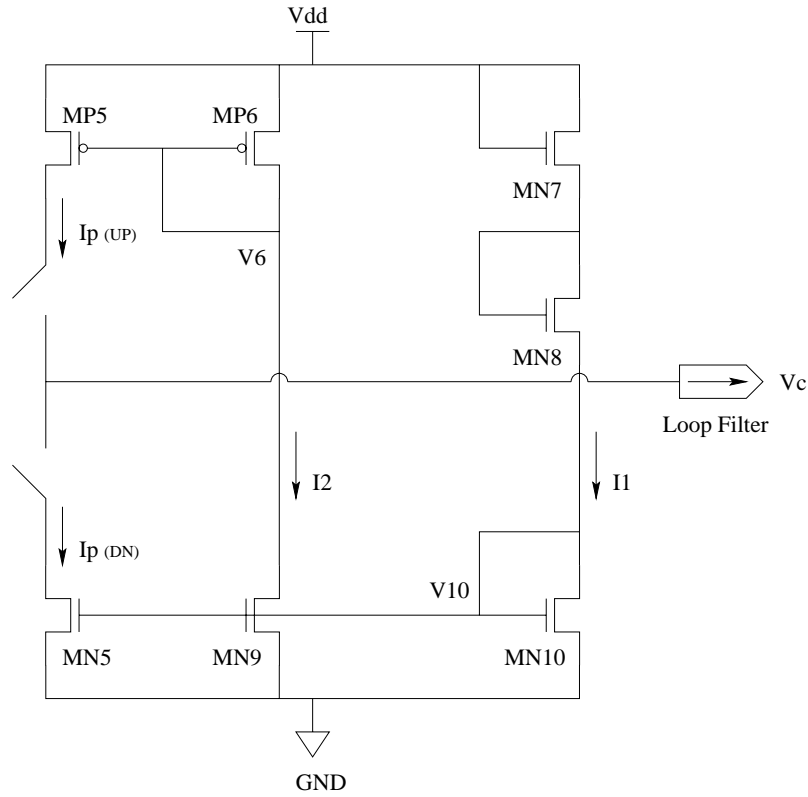 Vdd
MP5
MP6
MN7
Ip (UP)
V6
MN8
Vc
Loop Filter
I2
I1
Ip (DN)
V10
MN5
MN9
MN10
GND